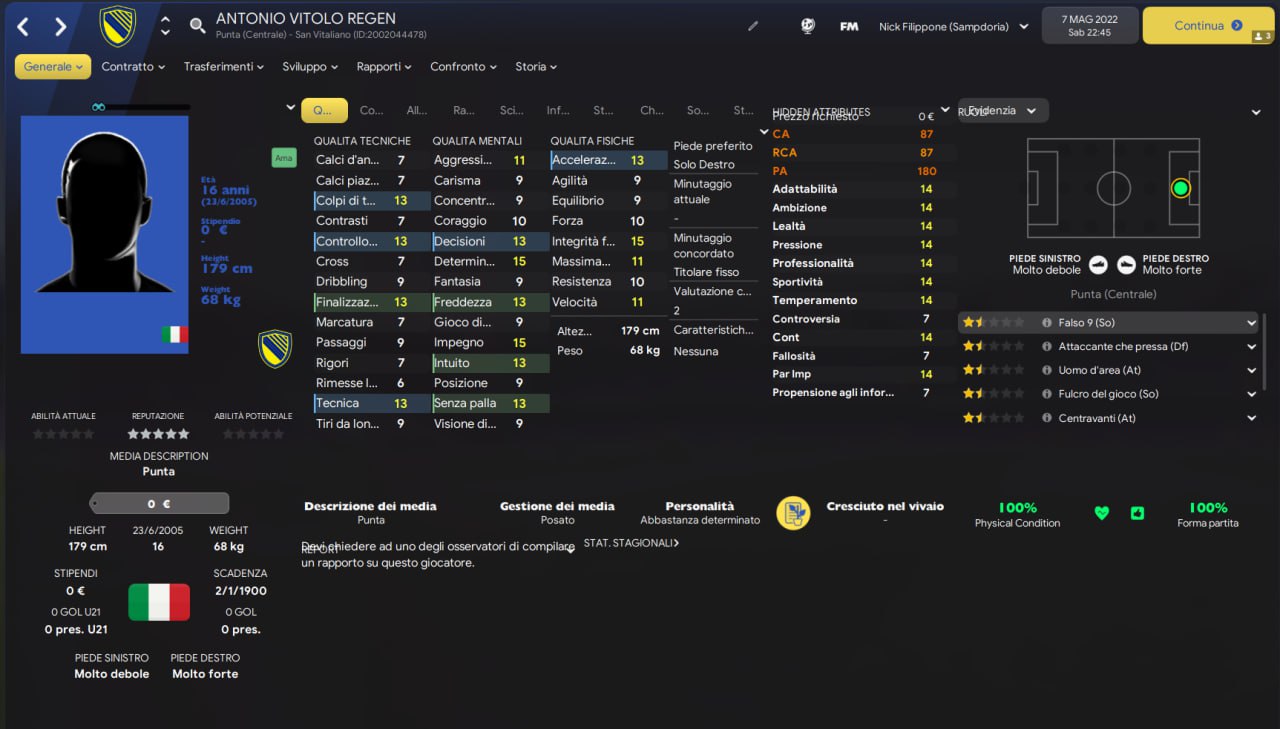 ANTONIO VITOLO REGEN
Punta (Centrale) - San Vitaliano (ID:2002044478)
FM
Nick Filippone (Sampdoria)
7 MAG 2022
Sab 22:45
Continua
3
Generale
Contratto
Trasferimenti
Sviluppo
Rapporti
Confronto
Storia
Ama
Età
16 anni
(23/6/2005)
Stipendio
0 €
-
Height
179 cm
Weight
68 kg
ABILITÀ ATTUALE
REPUTAZIONE
ABILITÀ POTENZIALE
MEDIA DESCRIPTION
Punta
0 €
HEIGHT 23/6/2005 WEIGHT
179 cm 16 68 kg
STIPENDI SCADENZA
0 € 2/1/1900
0 GOL U21 0 GOL
0 pres. U21 0 pres.
PIEDE SINISTRO PIEDE DESTRO
Molto debole Molto forte
Q... Co... All... Ra... Sci... Inf... St... Ch... So... St...
QUALITA TECNICHE
Calci d'an... 7
Calci piaz... 7
Colpi di t... 13
Contrasti 7
Controllo... 13
Cross 7
Dribbling 9
Finalizzaz... 13
Marcatura 7
Passaggi 9
Rigori 7
Rimesse l... 6
Tecnica 13
Tiri da lon... 9
QUALITA MENTALI
Aggressi... 11
Carisma 9
Concentr... 9
Coraggio 10
Decisioni 13
Determin... 15
Fantasia 9
Freddezza 13
Gioco di... 9
Impegno 15
Intuito 13
Posizione 9
Senza palla 13
Visione di... 9
QUALITA FISICHE
Acceleraz... 13
Agilità 9
Equilibrio 9
Forza 10
Integrità f... 15
Massima... 11
Resistenza 10
Velocità 11
Altez... 179 cm
Peso 68 kg
Piede preferito
Solo Destro
Minutaggio
attuale
-
Minutaggio
concordato
Titolare fisso
Valutazione c...
2
Caratteristich...
Nessuna
HIDDEN ATTRIBUTES
Prezzo richiesto 0 €
CA 87
RCA 87
PA 180
Adattabilità 14
Ambizione 14
Lealtà 14
Pressione 14
Professionalità 14
Sportività 14
Temperamento 14
Controversia 7
Cont 14
Fallosità 7
Par Imp 14
Propensione agli infor... 7
RUOLI
Evidenzia
PIEDE SINISTRO
Molto debole
PIEDE DESTRO
Molto forte
Punta (Centrale)
Falso 9 (So)
Attaccante che pressa (Df)
Uomo d'area (At)
Fulcro del gioco (So)
Centravanti (At)
Descrizione dei media
Punta
Gestione dei media
Posato
Personalità
Abbastanza determinato
Cresciuto nel vivaio
-
100%
Physical Condition
100%
Forma partita
REPORT
Devi chiedere ad uno degli osservatori di compilare
un rapporto su questo giocatore.
STAT. STAGIONALI